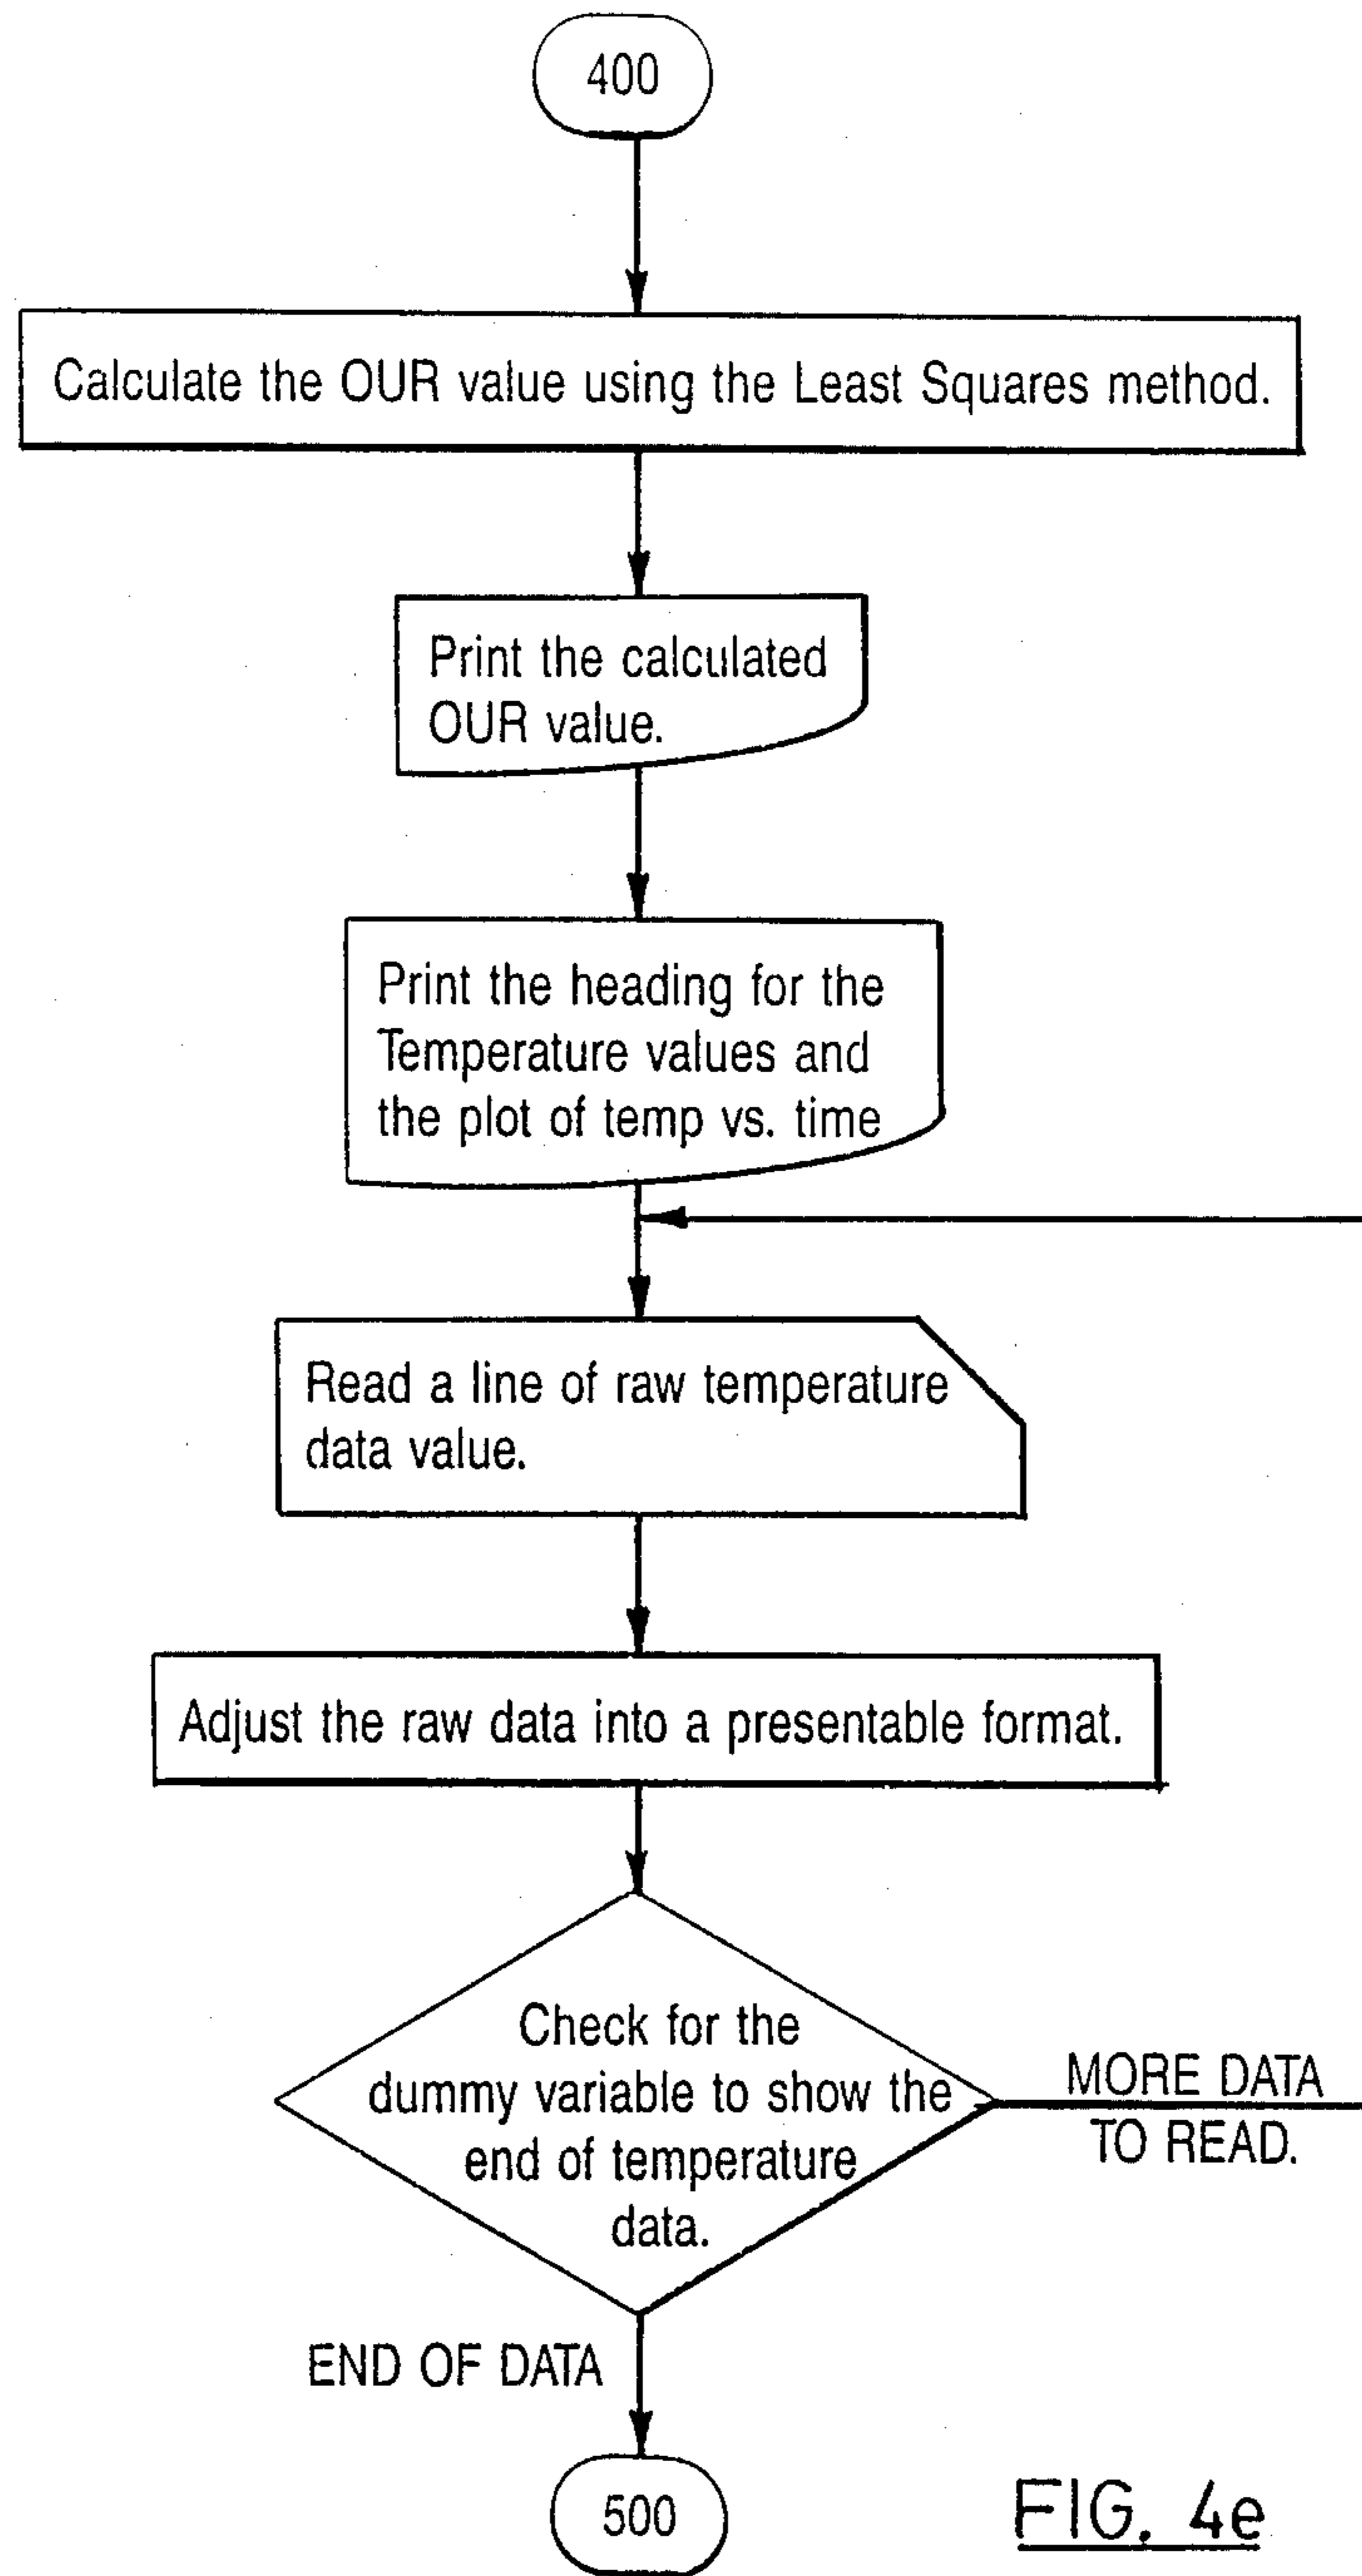 400
Calculate the OUR value using the Least Squares method.
Print the calculated
OUR value.
Print the heading for the
Temperature values and
the plot of temp vs. time
Read a line of raw temperature
data value.
Adjust the raw data into a presentable format.
Check for the
dummy variable to show the
end of temperature
data.
MORE DATA
TO READ.
END OF DATA
500
FIG. 4e